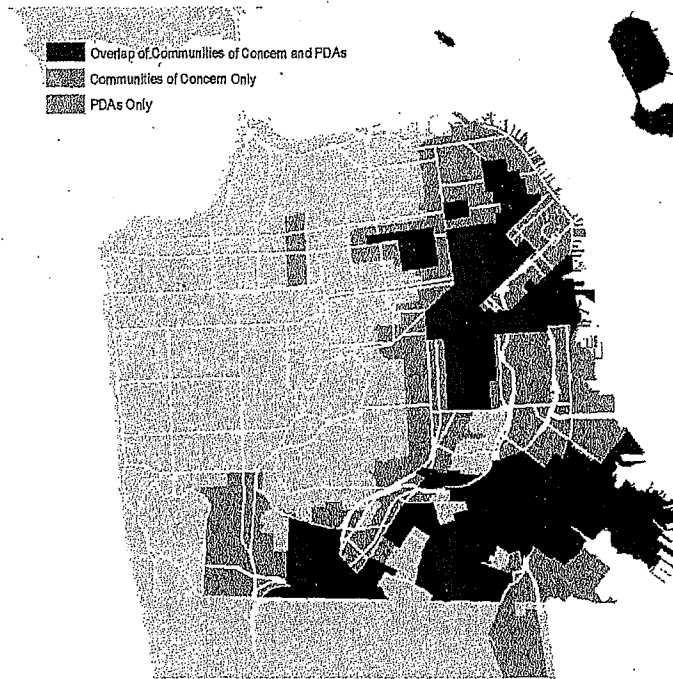 Overlap of Communities of Concern and PDAs
Communities of Concern Only
PDAs Only